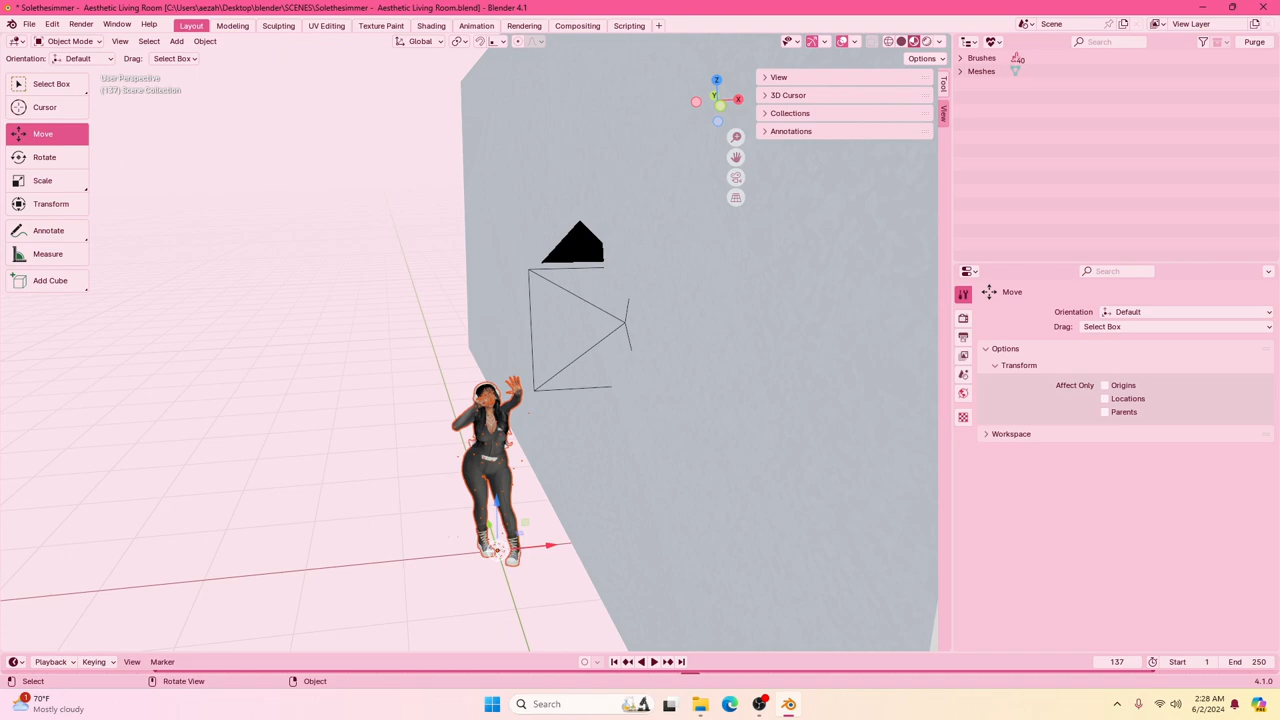 * Solethesimmer - Aesthetic Living Room [C:\Users\aezah\Desktop\blender\SCENES\Solethesimmer - Aesthetic Living Room.blend] - Blender 4.1
File Edit Render Window Help Layout Modeling Sculpting UV Editing Texture Paint Shading Animation Rendering Compositing Scripting + Scene View Layer
Object Mode View Select Add Object Global Search Purge
Orientation: Default Drag: Select Box Options
User Perspective
(137) Scene Collection
Select Box
Cursor
Move
Rotate
Scale
Transform
Annotate
Measure
Add Cube
Z
Y
X
View
3D Cursor
Collections
Annotations
Tool
View
Brushes 40
Meshes
Search
Move
Orientation Default
Drag: Select Box
Options
Transform
Affect Only Origins
Locations
Parents
Workspace
Playback Keying View Marker 137 Start 1 End 250
Select Rotate View Object 4.1.0
1
70°F
Mostly cloudy
Search
2:28 AM
6/2/2024